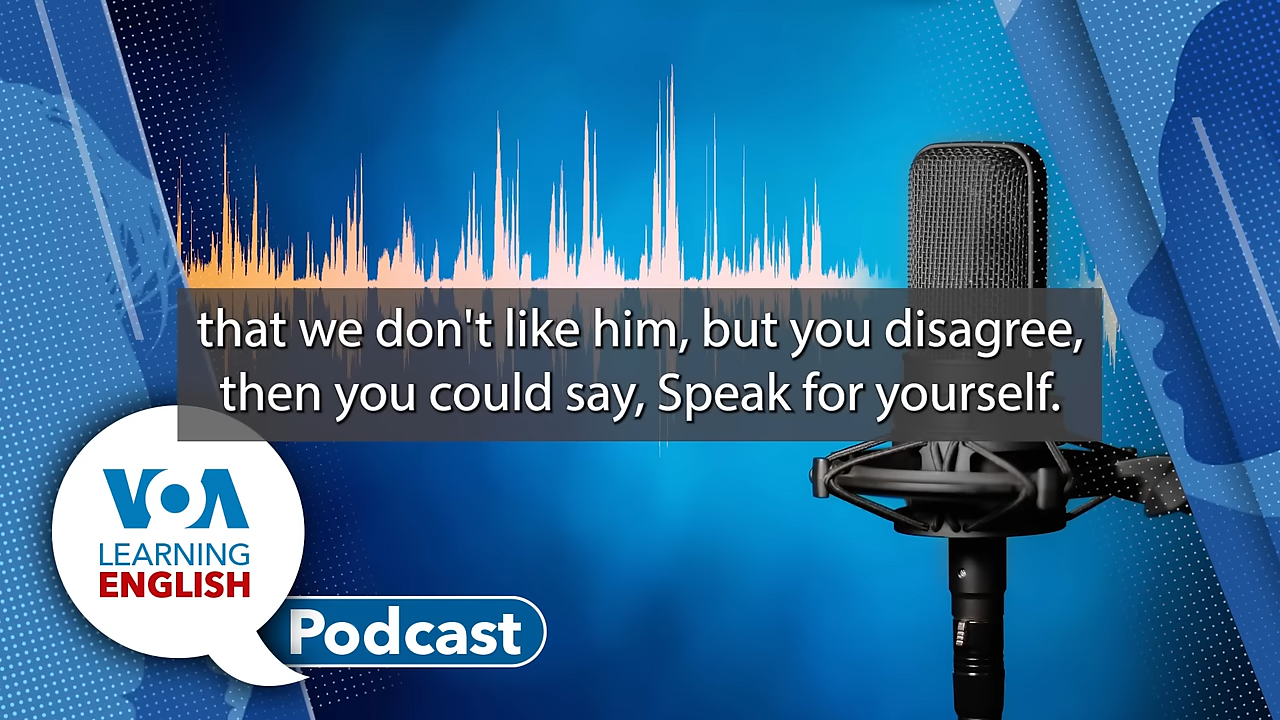 that we don't like him, but you disagree,
then you could say, Speak for yourself.
VOA
LEARNING
ENGLISH
Podcast